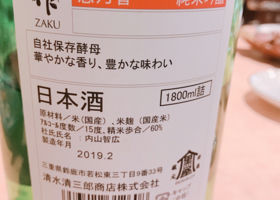 作
ZAKU
純米吟醸
自社保存酵母
華やかな香り、豊かな味わい
日本酒
1800ml詰
原材料/米(国産)、米麹(国産米)
ｱﾙｺｰﾙ度数/15度、精米歩合/60%
杜氏氏名:内山智広
製造年月
2019.2
三重県鈴鹿市若松東三丁目9番33号
清水清三郎商店株式会社